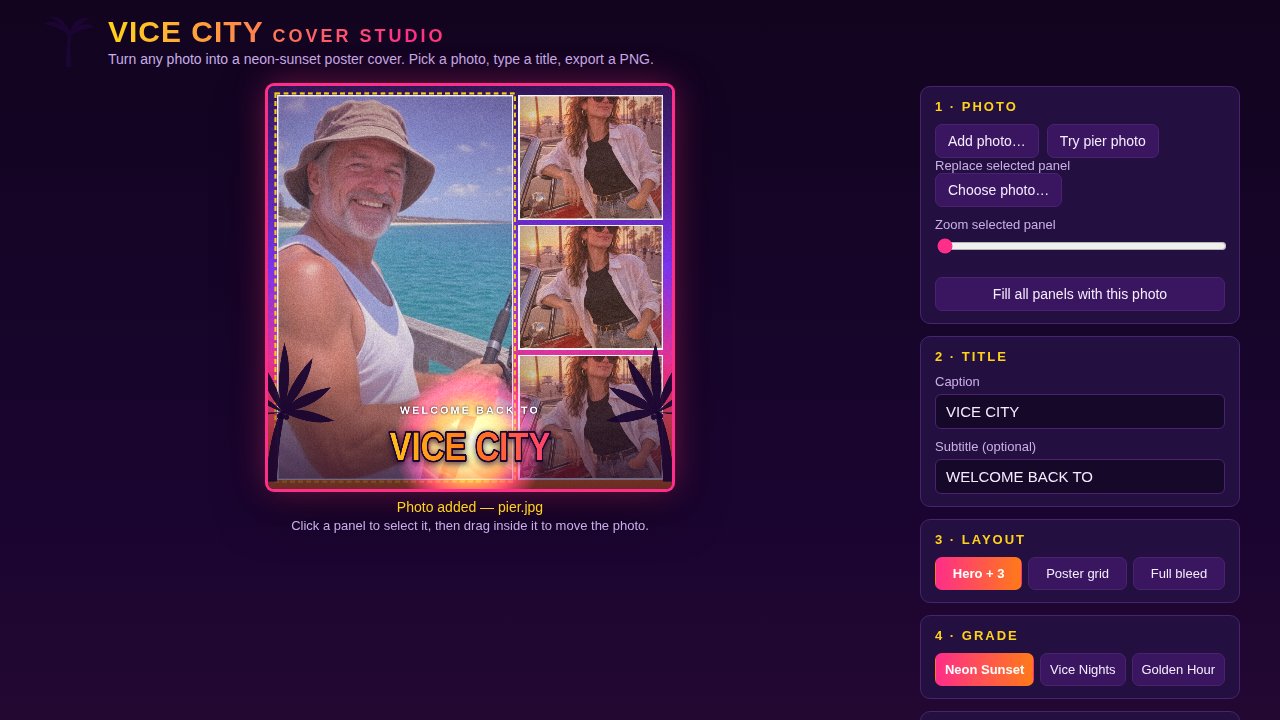 VICE CITY COVER STUDIO
Turn any photo into a neon-sunset poster cover. Pick a photo, type a title, export a PNG.
WELCOME BACK TO
VICE CITY
Photo added — pier.jpg
Click a panel to select it, then drag inside it to move the photo.
1 · PHOTO
Add photo… Try pier photo
Replace selected panel
Choose photo…
Zoom selected panel
Fill all panels with this photo
2 · TITLE
Caption
VICE CITY
Subtitle (optional)
WELCOME BACK TO
3 · LAYOUT
Hero + 3 Poster grid Full bleed
4 · GRADE
Neon Sunset Vice Nights Golden Hour